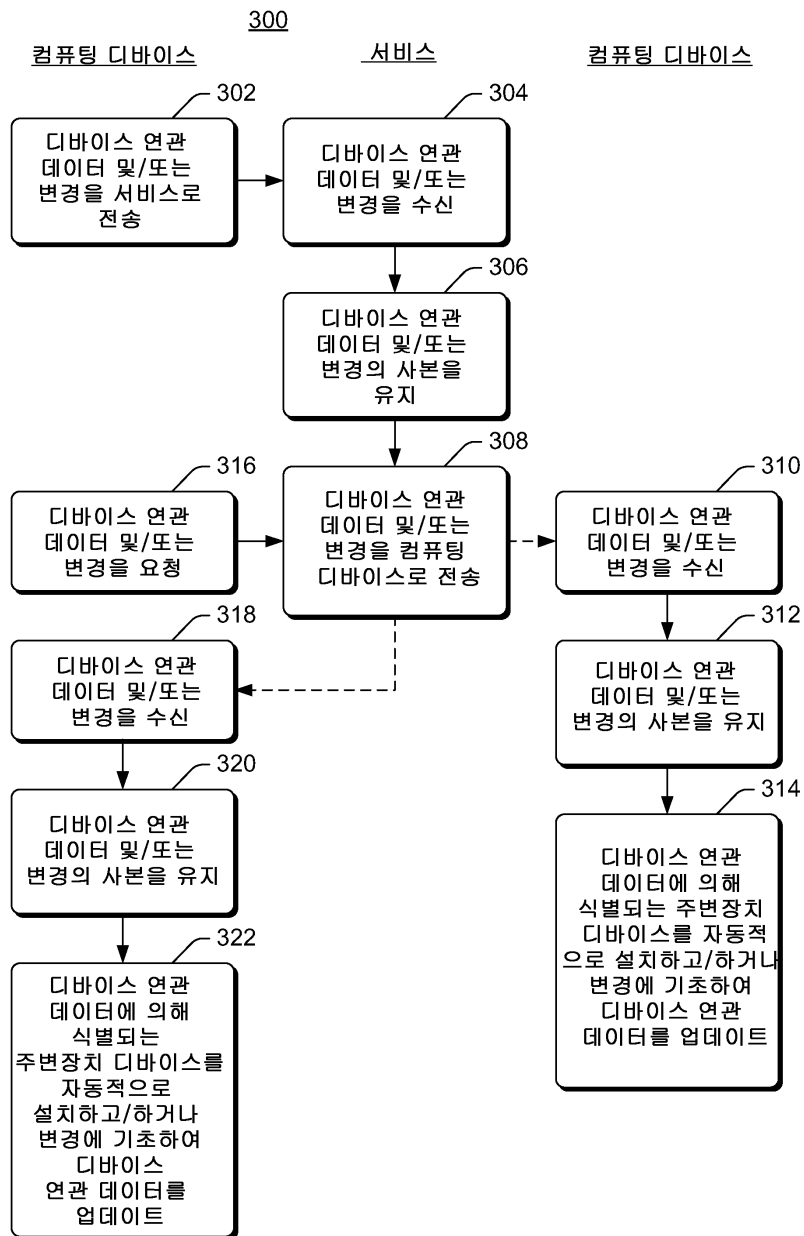 300
컴퓨팅 디바이스
서비스
컴퓨팅 디바이스
302
디바이스 연관
데이터 및/또는
변경을 서비스로
전송
304
디바이스 연관
데이터 및/또는
변경을 수신
306
디바이스 연관
데이터 및/또는
변경의 사본을
유지
308
디바이스 연관
데이터 및/또는
변경을 컴퓨팅
디바이스로 전송
316
디바이스 연관
데이터 및/또는
변경을 요청
310
디바이스 연관
데이터 및/또는
변경을 수신
318
디바이스 연관
데이터 및/또는
변경을 수신
312
디바이스 연관
데이터 및/또는
변경의 사본을 유지
320
디바이스 연관
데이터 및/또는
변경의 사본을 유지
314
디바이스 연관
데이터에 의해
식별되는 주변장치
디바이스를 자동적
으로 설치하고/하거나
변경에 기초하여
디바이스 연관
데이터를 업데이트
322
디바이스 연관
데이터에 의해
식별되는
주변장치 디바이스를
자동적으로
설치하고/하거나
변경에 기초하여
디바이스
연관 데이터를
업데이트